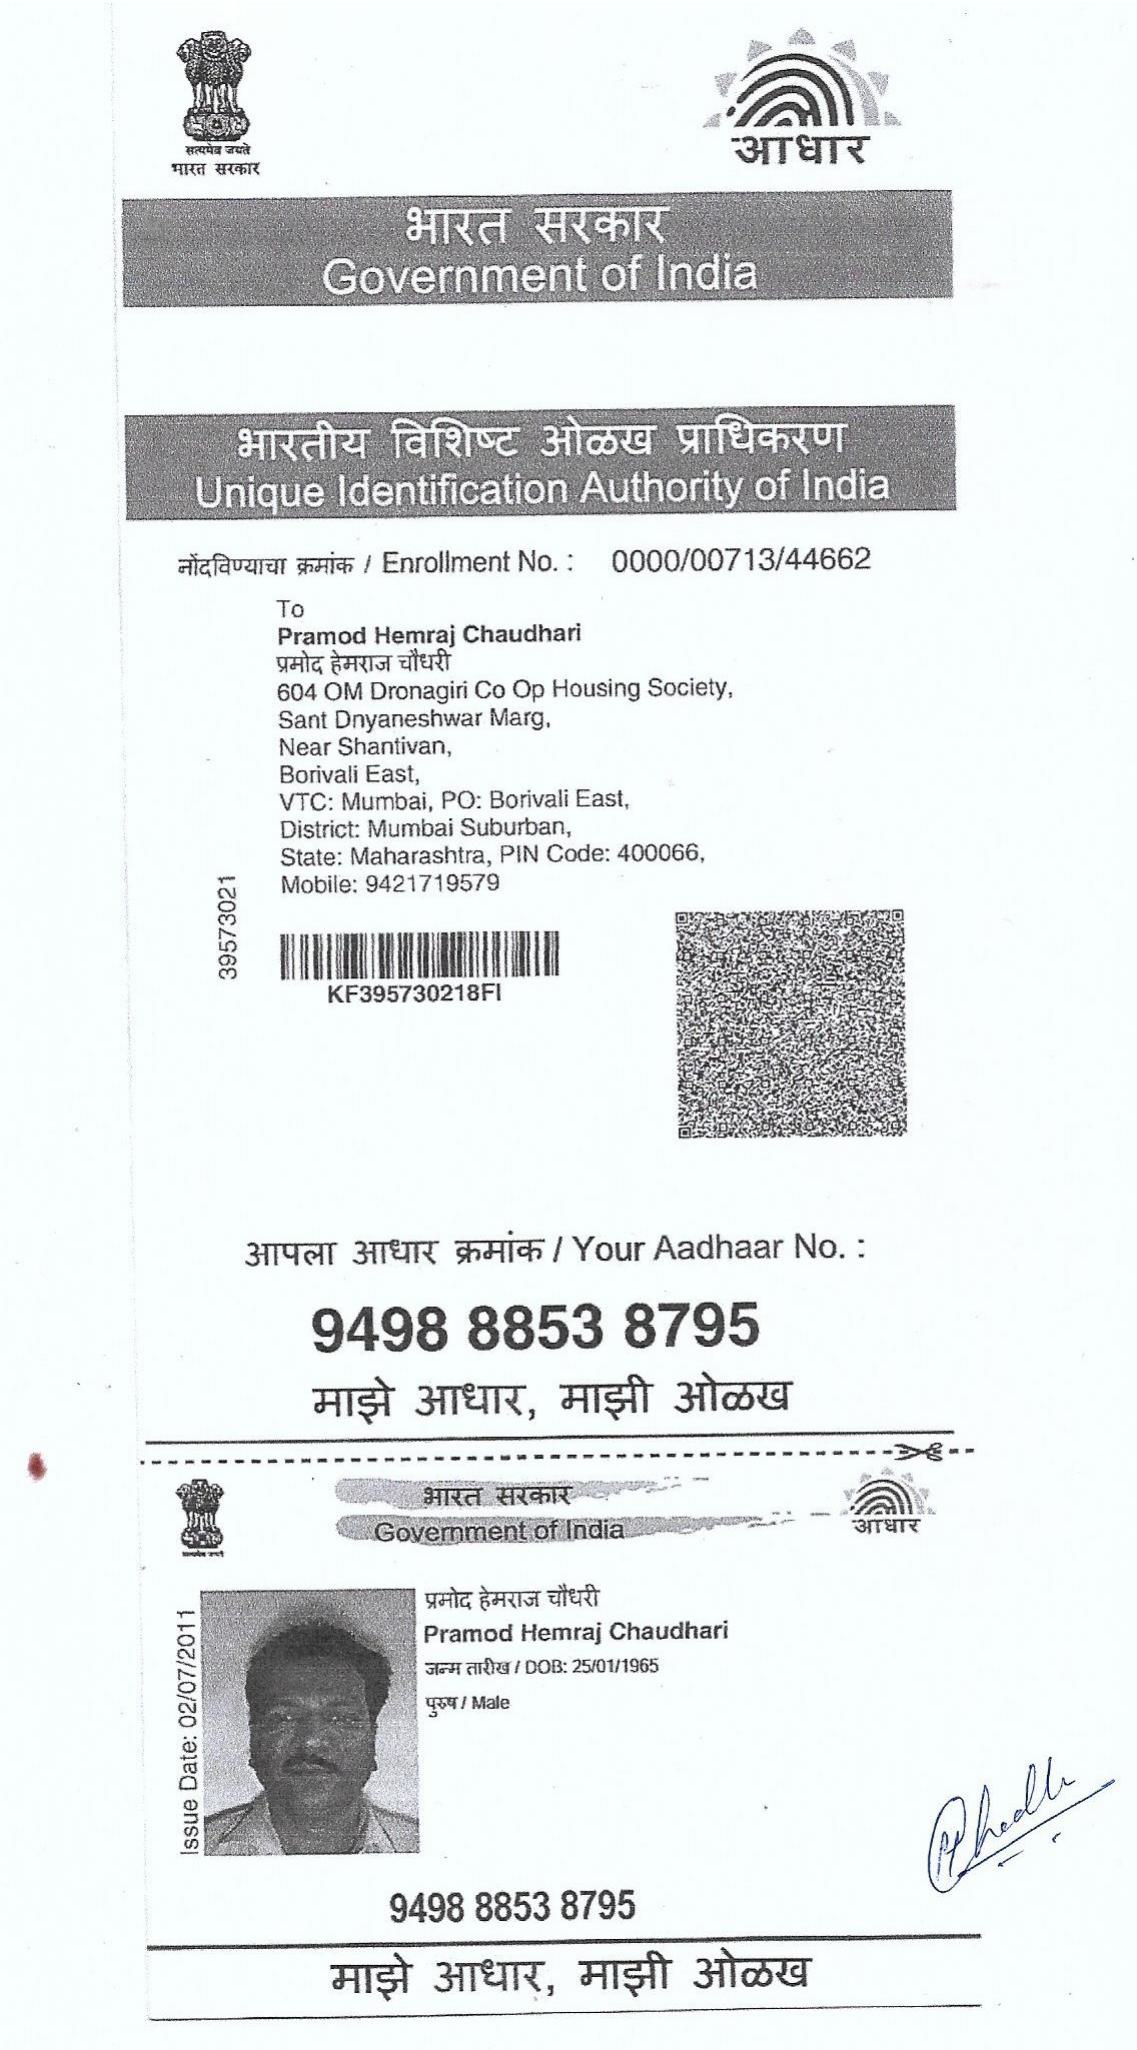 सत्यमेव जयते
भारत सरकार
आधार
भारत सरकार
Government of India
भारतीय विशिष्ट ओळख प्राधिकरण
Unique Identification Authority of India
नोंदविण्याचा क्रमांक / Enrollment No. : 0000/00713/44662
To
Pramod Hemraj Chaudhari
प्रमोद हेमराज चौधरी
604 OM Dronagiri Co Op Housing Society,
Sant Dnyaneshwar Marg,
Near Shantivan,
Borivali East,
VTC: Mumbai, PO: Borivali East,
District: Mumbai Suburban,
State: Maharashtra, PIN Code: 400066,
Mobile: 9421719579
39573021
KF395730218FI
आपला आधार क्रमांक / Your Aadhaar No. :
9498 8853 8795
माझे आधार, माझी ओळख
भारत सरकार
Government of India
आधार
प्रमोद हेमराज चौधरी
Pramod Hemraj Chaudhari
जन्म तारीख / DOB: 25/01/1965
पुरुष / Male
Issue Date: 02/07/2011
9498 8853 8795
माझे आधार, माझी ओळख